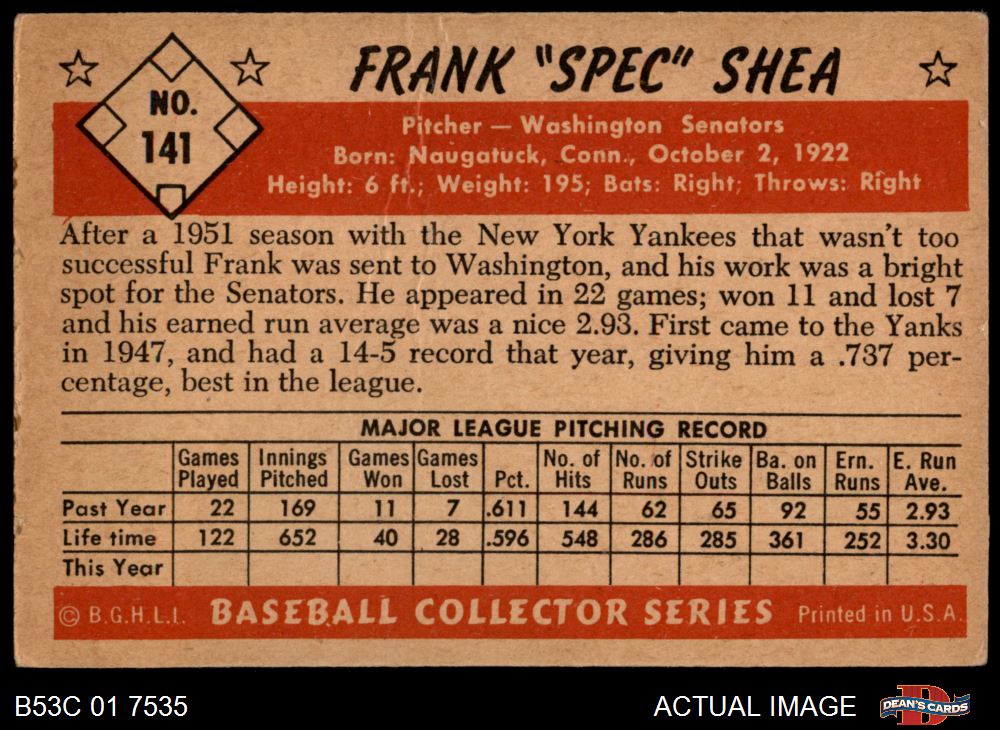 NO.
141
FRANK "SPEC" SHEA
Pitcher — Washington Senators
Born: Naugatuck, Conn., October 2, 1922
Height: 6 ft.; Weight: 195; Bats: Right; Throws: Right
After a 1951 season with the New York Yankees that wasn't too
successful Frank was sent to Washington, and his work was a bright
spot for the Senators. He appeared in 22 games; won 11 and lost 7
and his earned run average was a nice 2.93. First came to the Yanks
in 1947, and had a 14-5 record that year, giving him a .737 per-
centage, best in the league.
MAJOR LEAGUE PITCHING RECORD
Games Innings Games Games No. of No. of Strike Ba. on Ern. E. Run
Played Pitched Won Lost Pct. Hits Runs Outs Balls Runs Ave.
Past Year 22 169 11 7 .611 144 62 65 92 55 2.93
Life time 122 652 40 28 .596 548 286 285 361 252 3.30
This Year
© B.G.H.L.I. BASEBALL COLLECTOR SERIES Printed in U.S.A.
B53C 01 7535 ACTUAL IMAGE DEAN'S CARDS